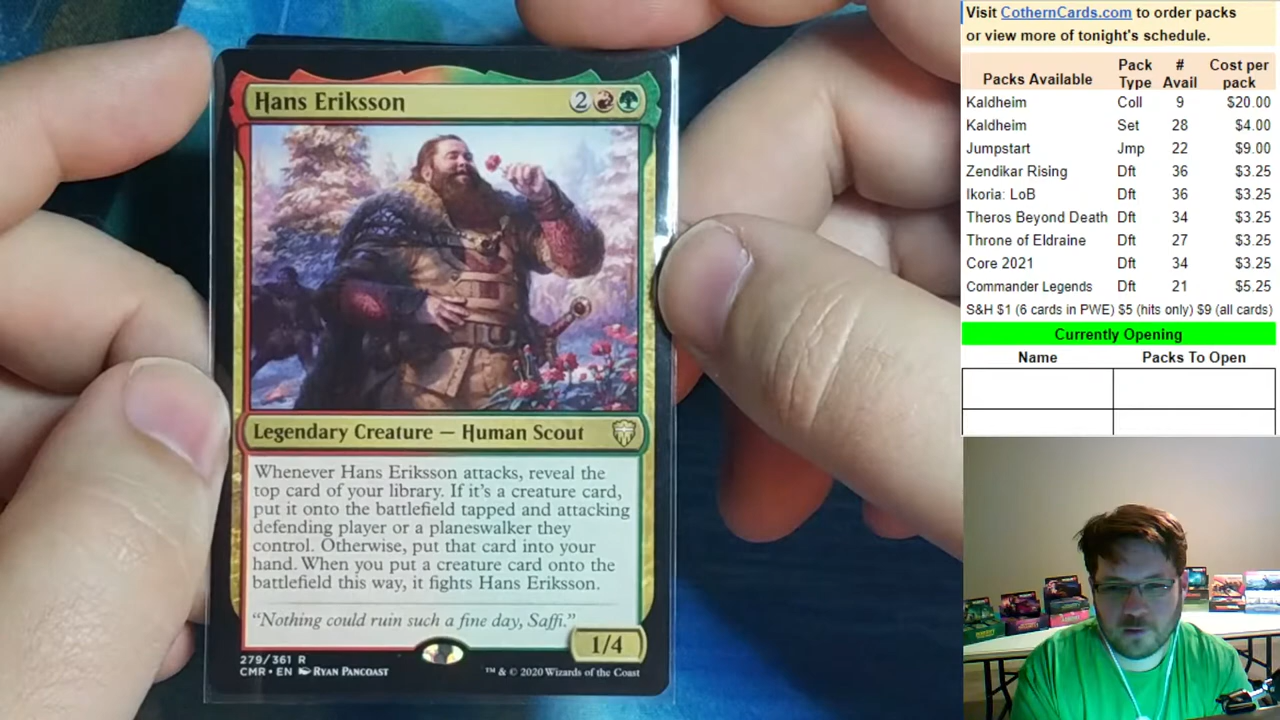 Hans Eriksson 2
Legendary Creature — Human Scout
Whenever Hans Eriksson attacks, reveal the
top card of your library. If it's a creature card,
put it onto the battlefield tapped and attacking
defending player or a planeswalker they
control. Otherwise, put that card into your
hand. When you put a creature card onto the
battlefield this way, it fights Hans Eriksson.
"Nothing could ruin such a fine day, Saffi."
1/4
279/361 R
CMR • EN RYAN PANCOAST
™ & © 2020 Wizards of the Coast
Visit CothernCards.com to order packs
or view more of tonight's schedule.
Packs Available Pack Type # Avail Cost per pack
Kaldheim Coll 9 $20.00
Kaldheim Set 28 $4.00
Jumpstart Jmp 22 $9.00
Zendikar Rising Dft 36 $3.25
Ikoria: LoB Dft 36 $3.25
Theros Beyond Death Dft 34 $3.25
Throne of Eldraine Dft 27 $3.25
Core 2021 Dft 34 $3.25
Commander Legends Dft 21 $5.25
S&H $1 (6 cards in PWE) $5 (hits only) $9 (all cards)
Currently Opening
Name Packs To Open